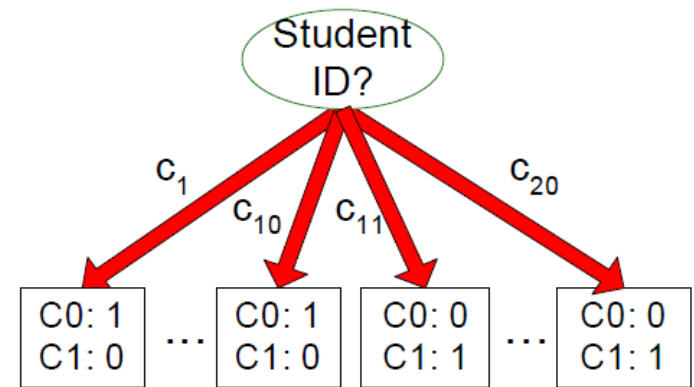 Student
ID?
c₁
c₁₀
c₁₁
c₂₀
C0: 1
C1: 0
...
C0: 1
C1: 0
C0: 0
C1: 1
...
C0: 0
C1: 1